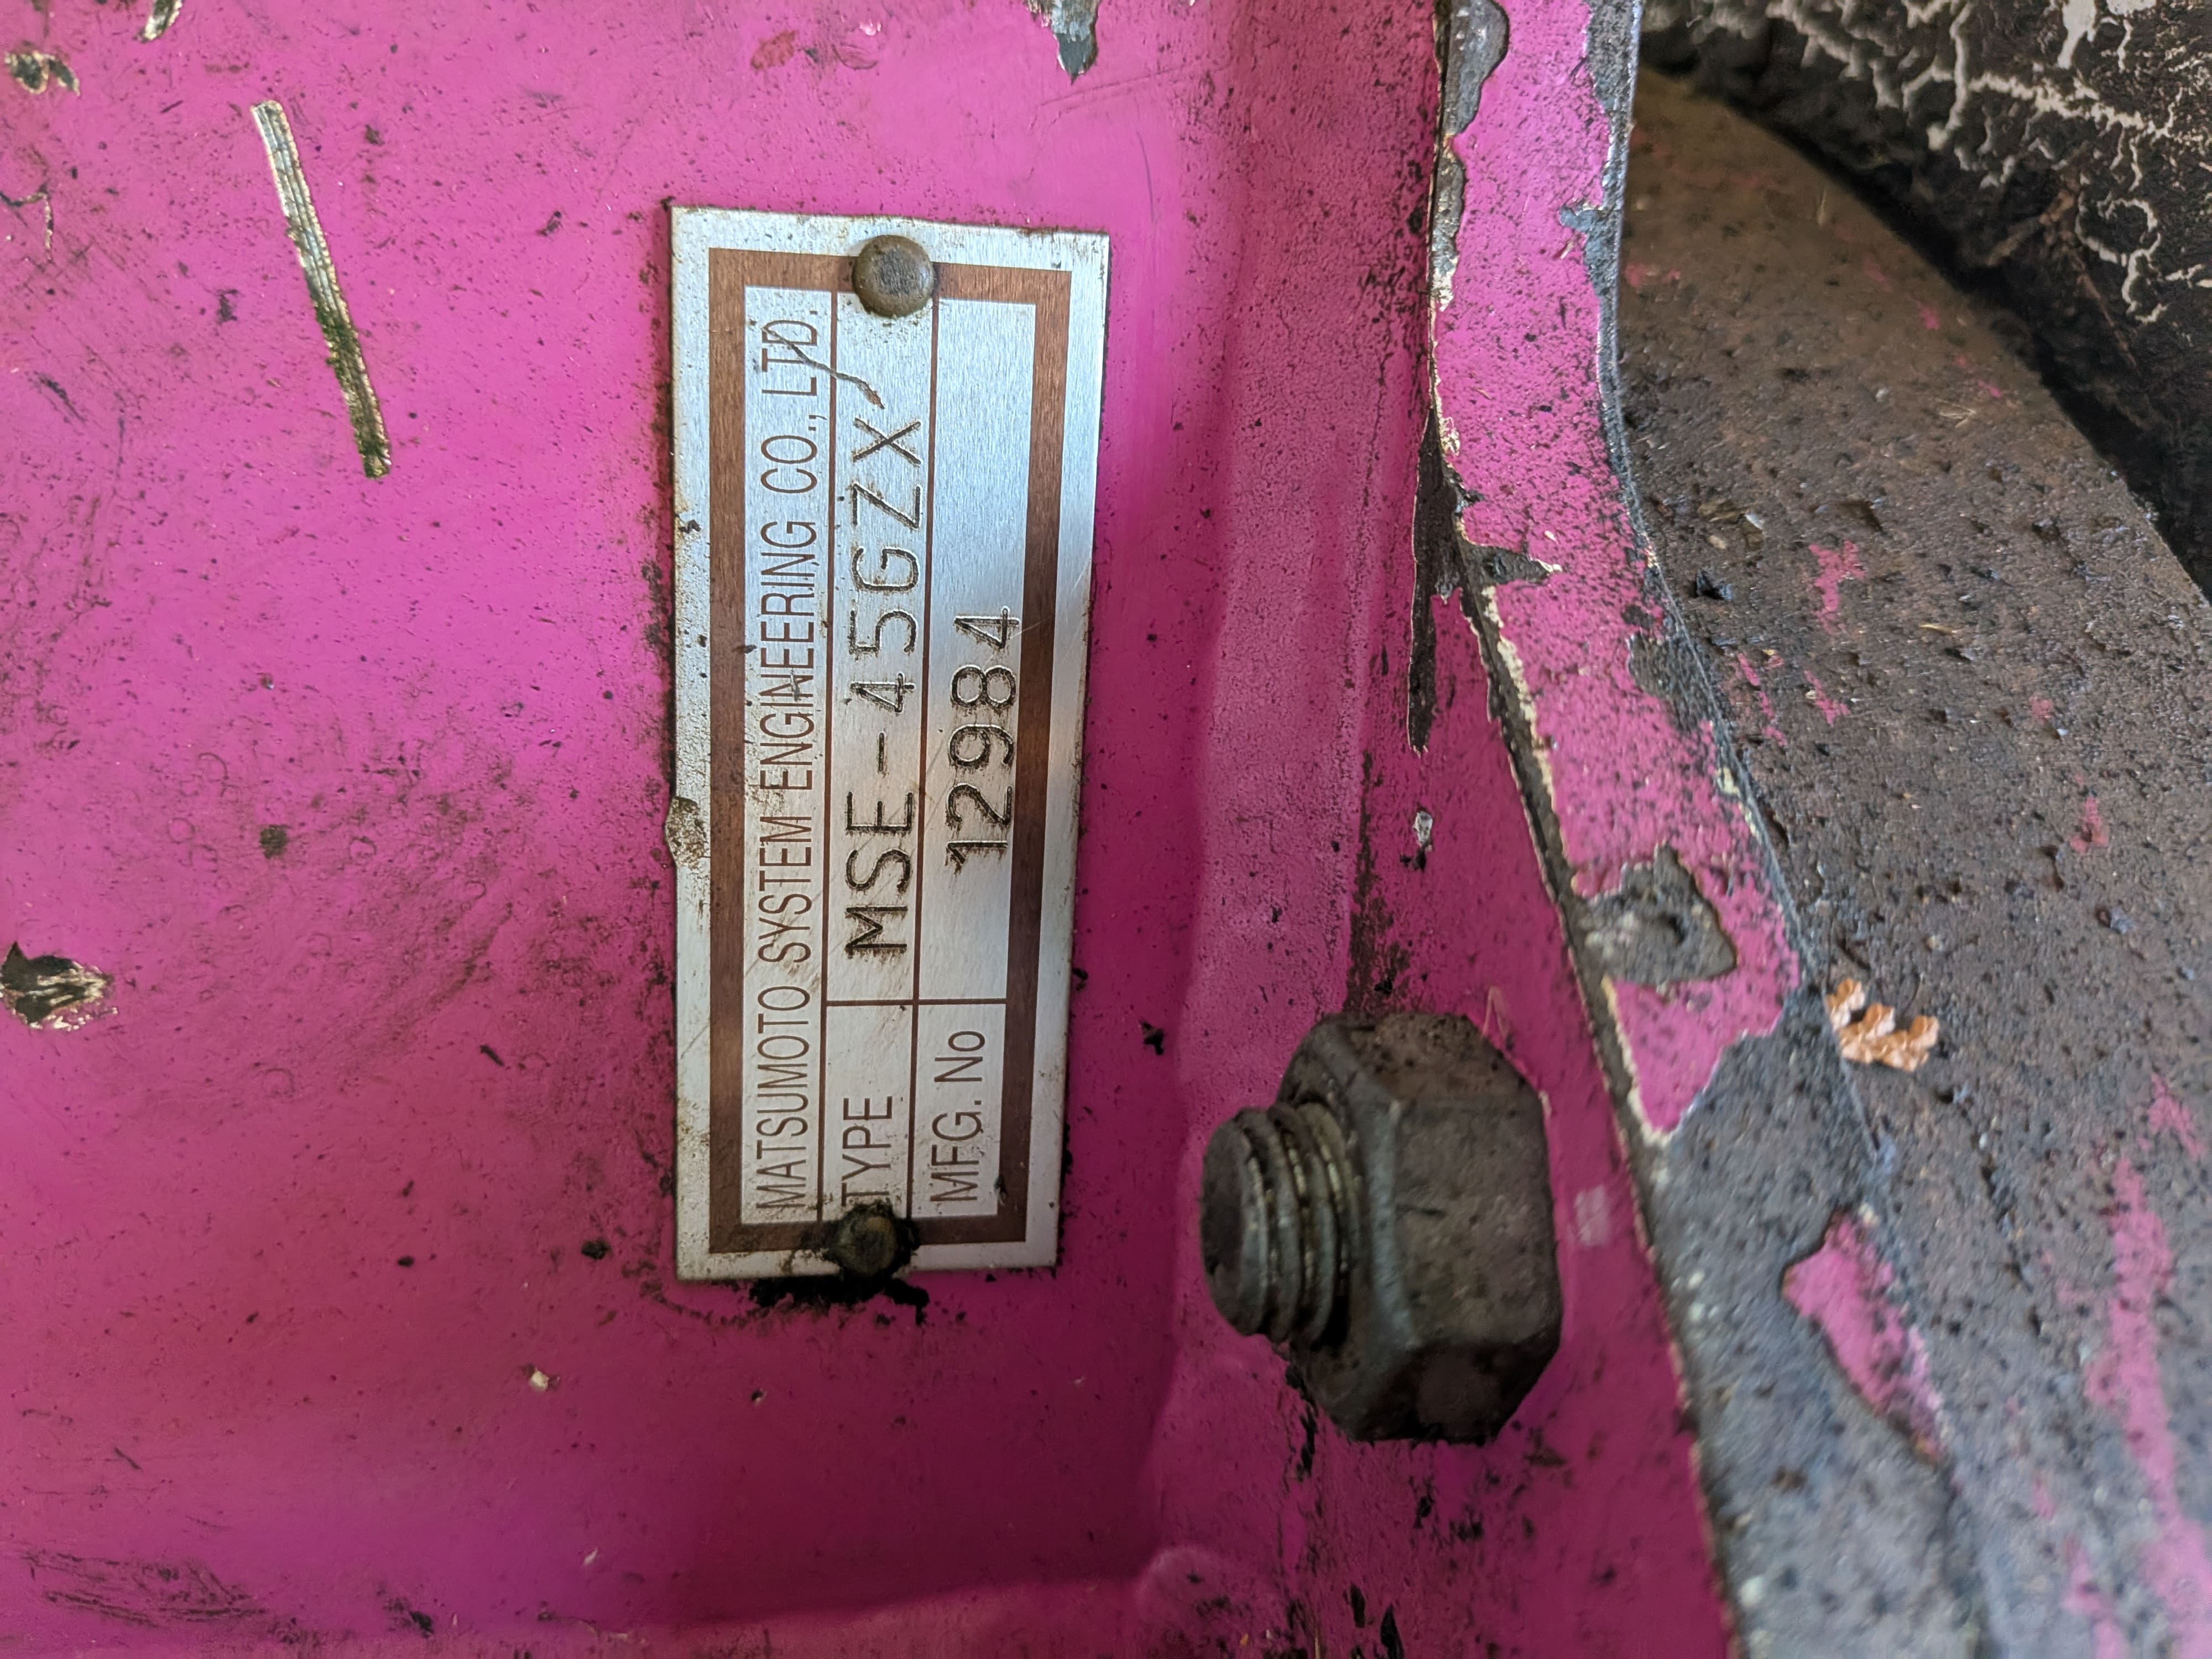 MATSUMOTO SYSTEM ENGINEERING CO., LTD.
TYPE MSE-45GZX
MFG. No 12984